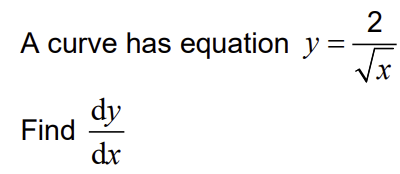 A curve has equation y = 2/√x
Find dy/dx